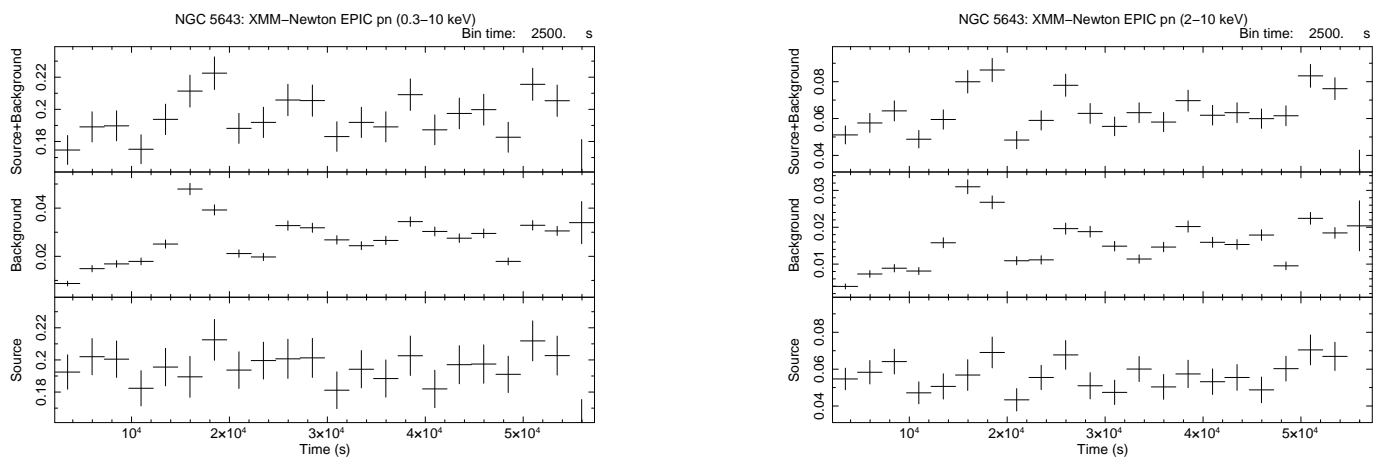 NGC 5643: XMM−Newton EPIC pn (0.3−10 keV)
Bin time: 2500. s
Source+Background
0.18 0.2 0.22
Background
0.02 0.04
Source
0.18 0.2 0.22
10⁴ 2×10⁴ 3×10⁴ 4×10⁴ 5×10⁴
Time (s)
NGC 5643: XMM−Newton EPIC pn (2−10 keV)
Bin time: 2500. s
Source+Background
0.04 0.06 0.08
Background
0.01 0.02 0.03
Source
0.04 0.06 0.08
10⁴ 2×10⁴ 3×10⁴ 4×10⁴ 5×10⁴
Time (s)